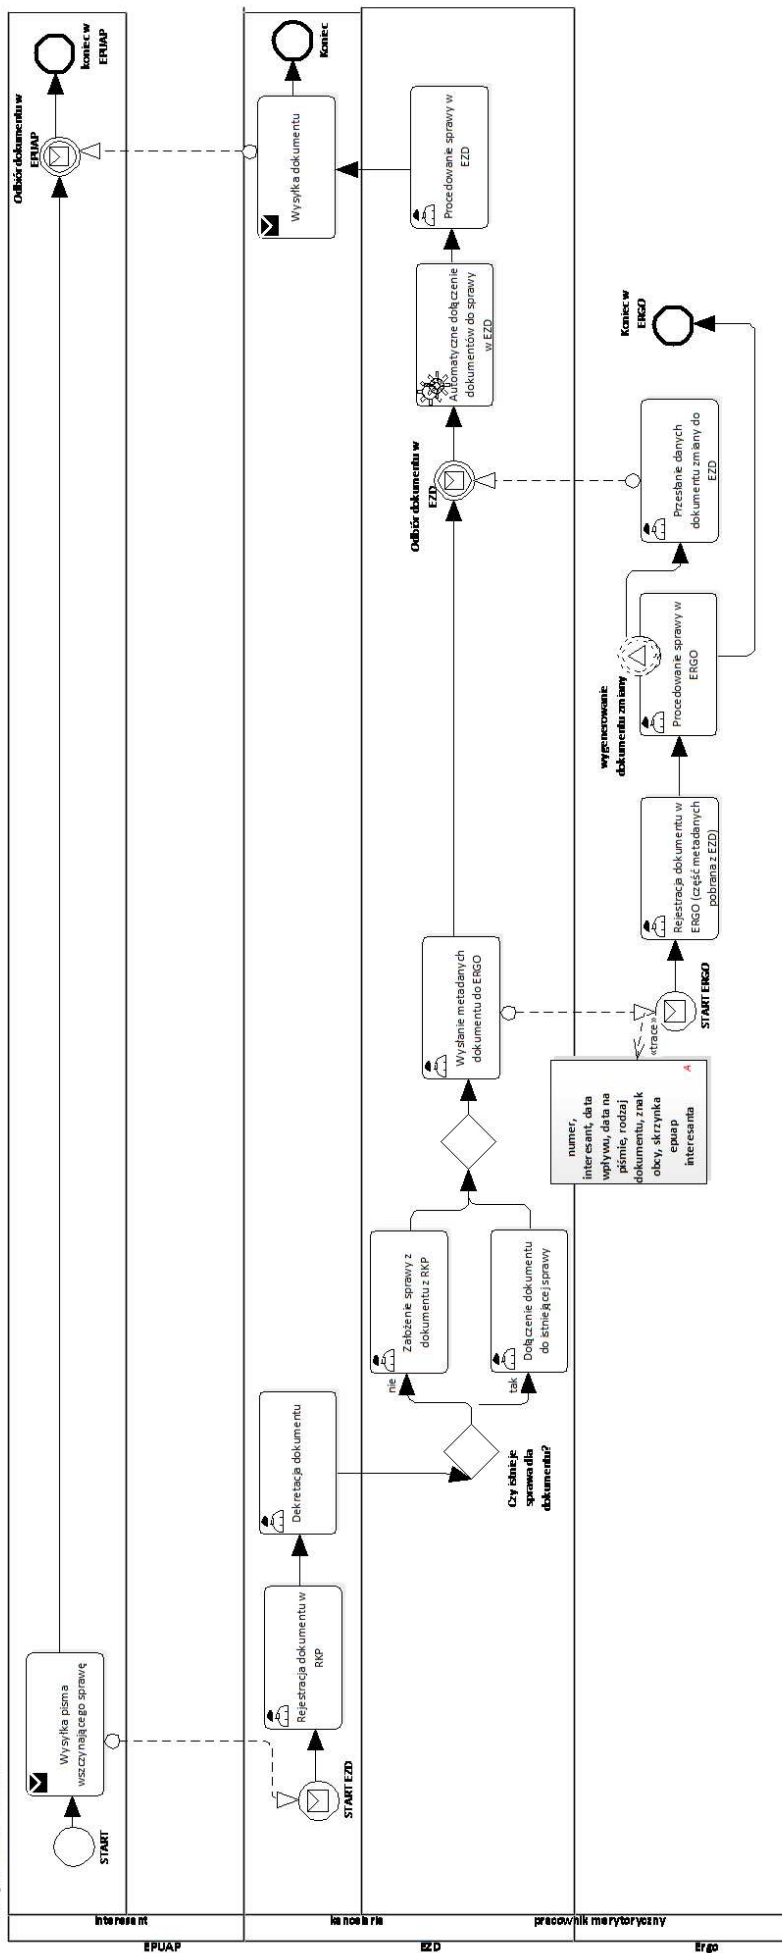 EPUAP
interesant
START
Wysyłka pisma
wszczynającego sprawę
Odbiór dokumentu w
EPUAP
koniec w
EPUAP
EZD
kancelaria
START EZD
Rejestracja dokumentu w
RKP
Dekretacja dokumentu
Wysyłka dokumentu
Koniec
pracownik merytoryczny
Czy istnieje
sprawa dla
dokumentu?
nie
tak
Założenie sprawy z
dokumentu z RKP
Dołączenie dokumentu
do istniejącej sprawy
Wysłanie metadanych
dokumentu do ERGO
Odbiór dokumentu w
EZD
Automatyczne dołączenie
dokumentów do sprawy
w EZD
Procedowanie sprawy w
EZD
Ergo
numer,
interesant, data
wpływu, data na
piśmie, rodzaj
dokumentu, znak
obcy, skrzynka
epuap
interesanta
A
«trace»
START ERGO
Rejestracja dokumentu w
ERGO (część metadanych
pobrana z EZD)
wygenerowanie
dokumentu zmiany
Procedowanie sprawy w
ERGO
Przesłanie danych
dokumentu zmiany do
EZD
Koniec w
ERGO